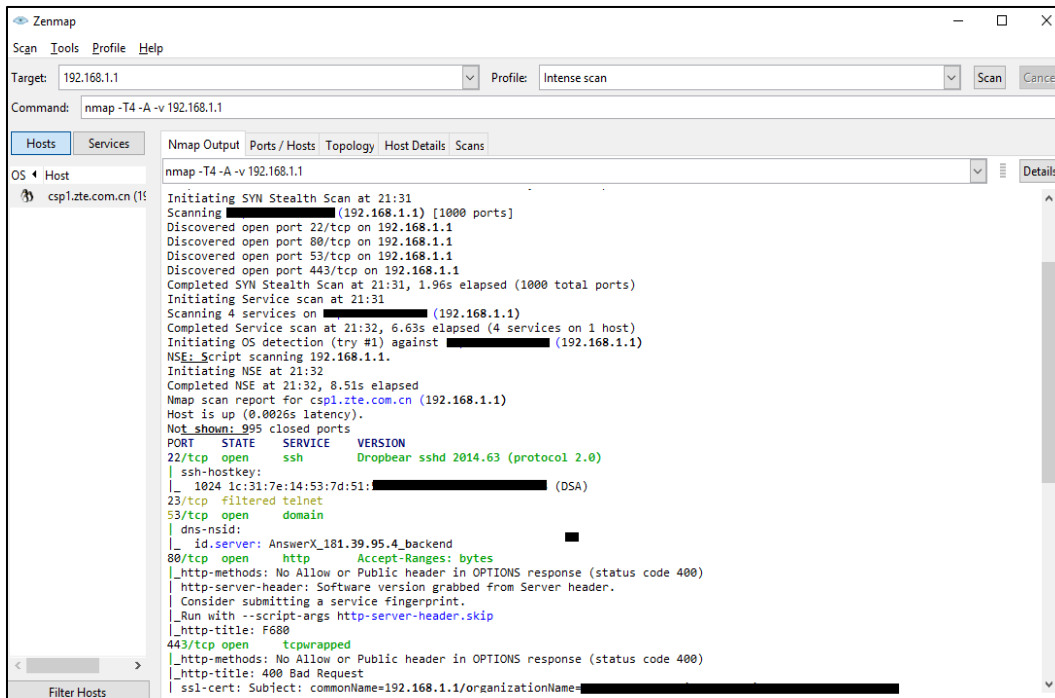 Zenmap
Scan Tools Profile Help
Target: 192.168.1.1 Profile: Intense scan Scan Cance
Command: nmap -T4 -A -v 192.168.1.1
Hosts Services Nmap Output Ports / Hosts Topology Host Details Scans
OS Host nmap -T4 -A -v 192.168.1.1 Details
csp1.zte.com.cn (19
Initiating SYN Stealth Scan at 21:31
Scanning (192.168.1.1) [1000 ports]
Discovered open port 22/tcp on 192.168.1.1
Discovered open port 80/tcp on 192.168.1.1
Discovered open port 53/tcp on 192.168.1.1
Discovered open port 443/tcp on 192.168.1.1
Completed SYN Stealth Scan at 21:31, 1.96s elapsed (1000 total ports)
Initiating Service scan at 21:31
Scanning 4 services on (192.168.1.1)
Completed Service scan at 21:32, 6.63s elapsed (4 services on 1 host)
Initiating OS detection (try #1) against (192.168.1.1)
NSE: Script scanning 192.168.1.1.
Initiating NSE at 21:32
Completed NSE at 21:32, 8.51s elapsed
Nmap scan report for csp1.zte.com.cn (192.168.1.1)
Host is up (0.0026s latency).
Not shown: 995 closed ports
PORT STATE SERVICE VERSION
22/tcp open ssh Dropbear sshd 2014.63 (protocol 2.0)
| ssh-hostkey:
|_ 1024 1c:31:7e:14:53:7d:51: (DSA)
23/tcp filtered telnet
53/tcp open domain
| dns-nsid:
|_ id.server: AnswerX_181.39.95.4_backend
80/tcp open http Accept-Ranges: bytes
|_http-methods: No Allow or Public header in OPTIONS response (status code 400)
| http-server-header: Software version grabbed from Server header.
| Consider submitting a service fingerprint.
|_Run with --script-args http-server-header.skip
|_http-title: F680
443/tcp open tcpwrapped
|_http-methods: No Allow or Public header in OPTIONS response (status code 400)
|_http-title: 400 Bad Request
| ssl-cert: Subject: commonName=192.168.1.1/organizationName=
Filter Hosts